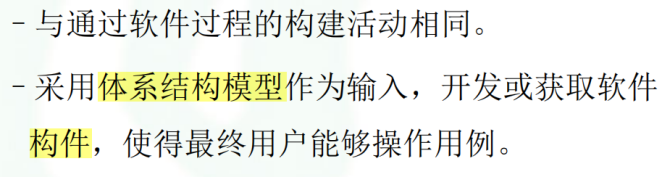 - 与通过软件过程的构建活动相同。
- 采用体系结构模型作为输入，开发或获取软件
构件，使得最终用户能够操作用例。